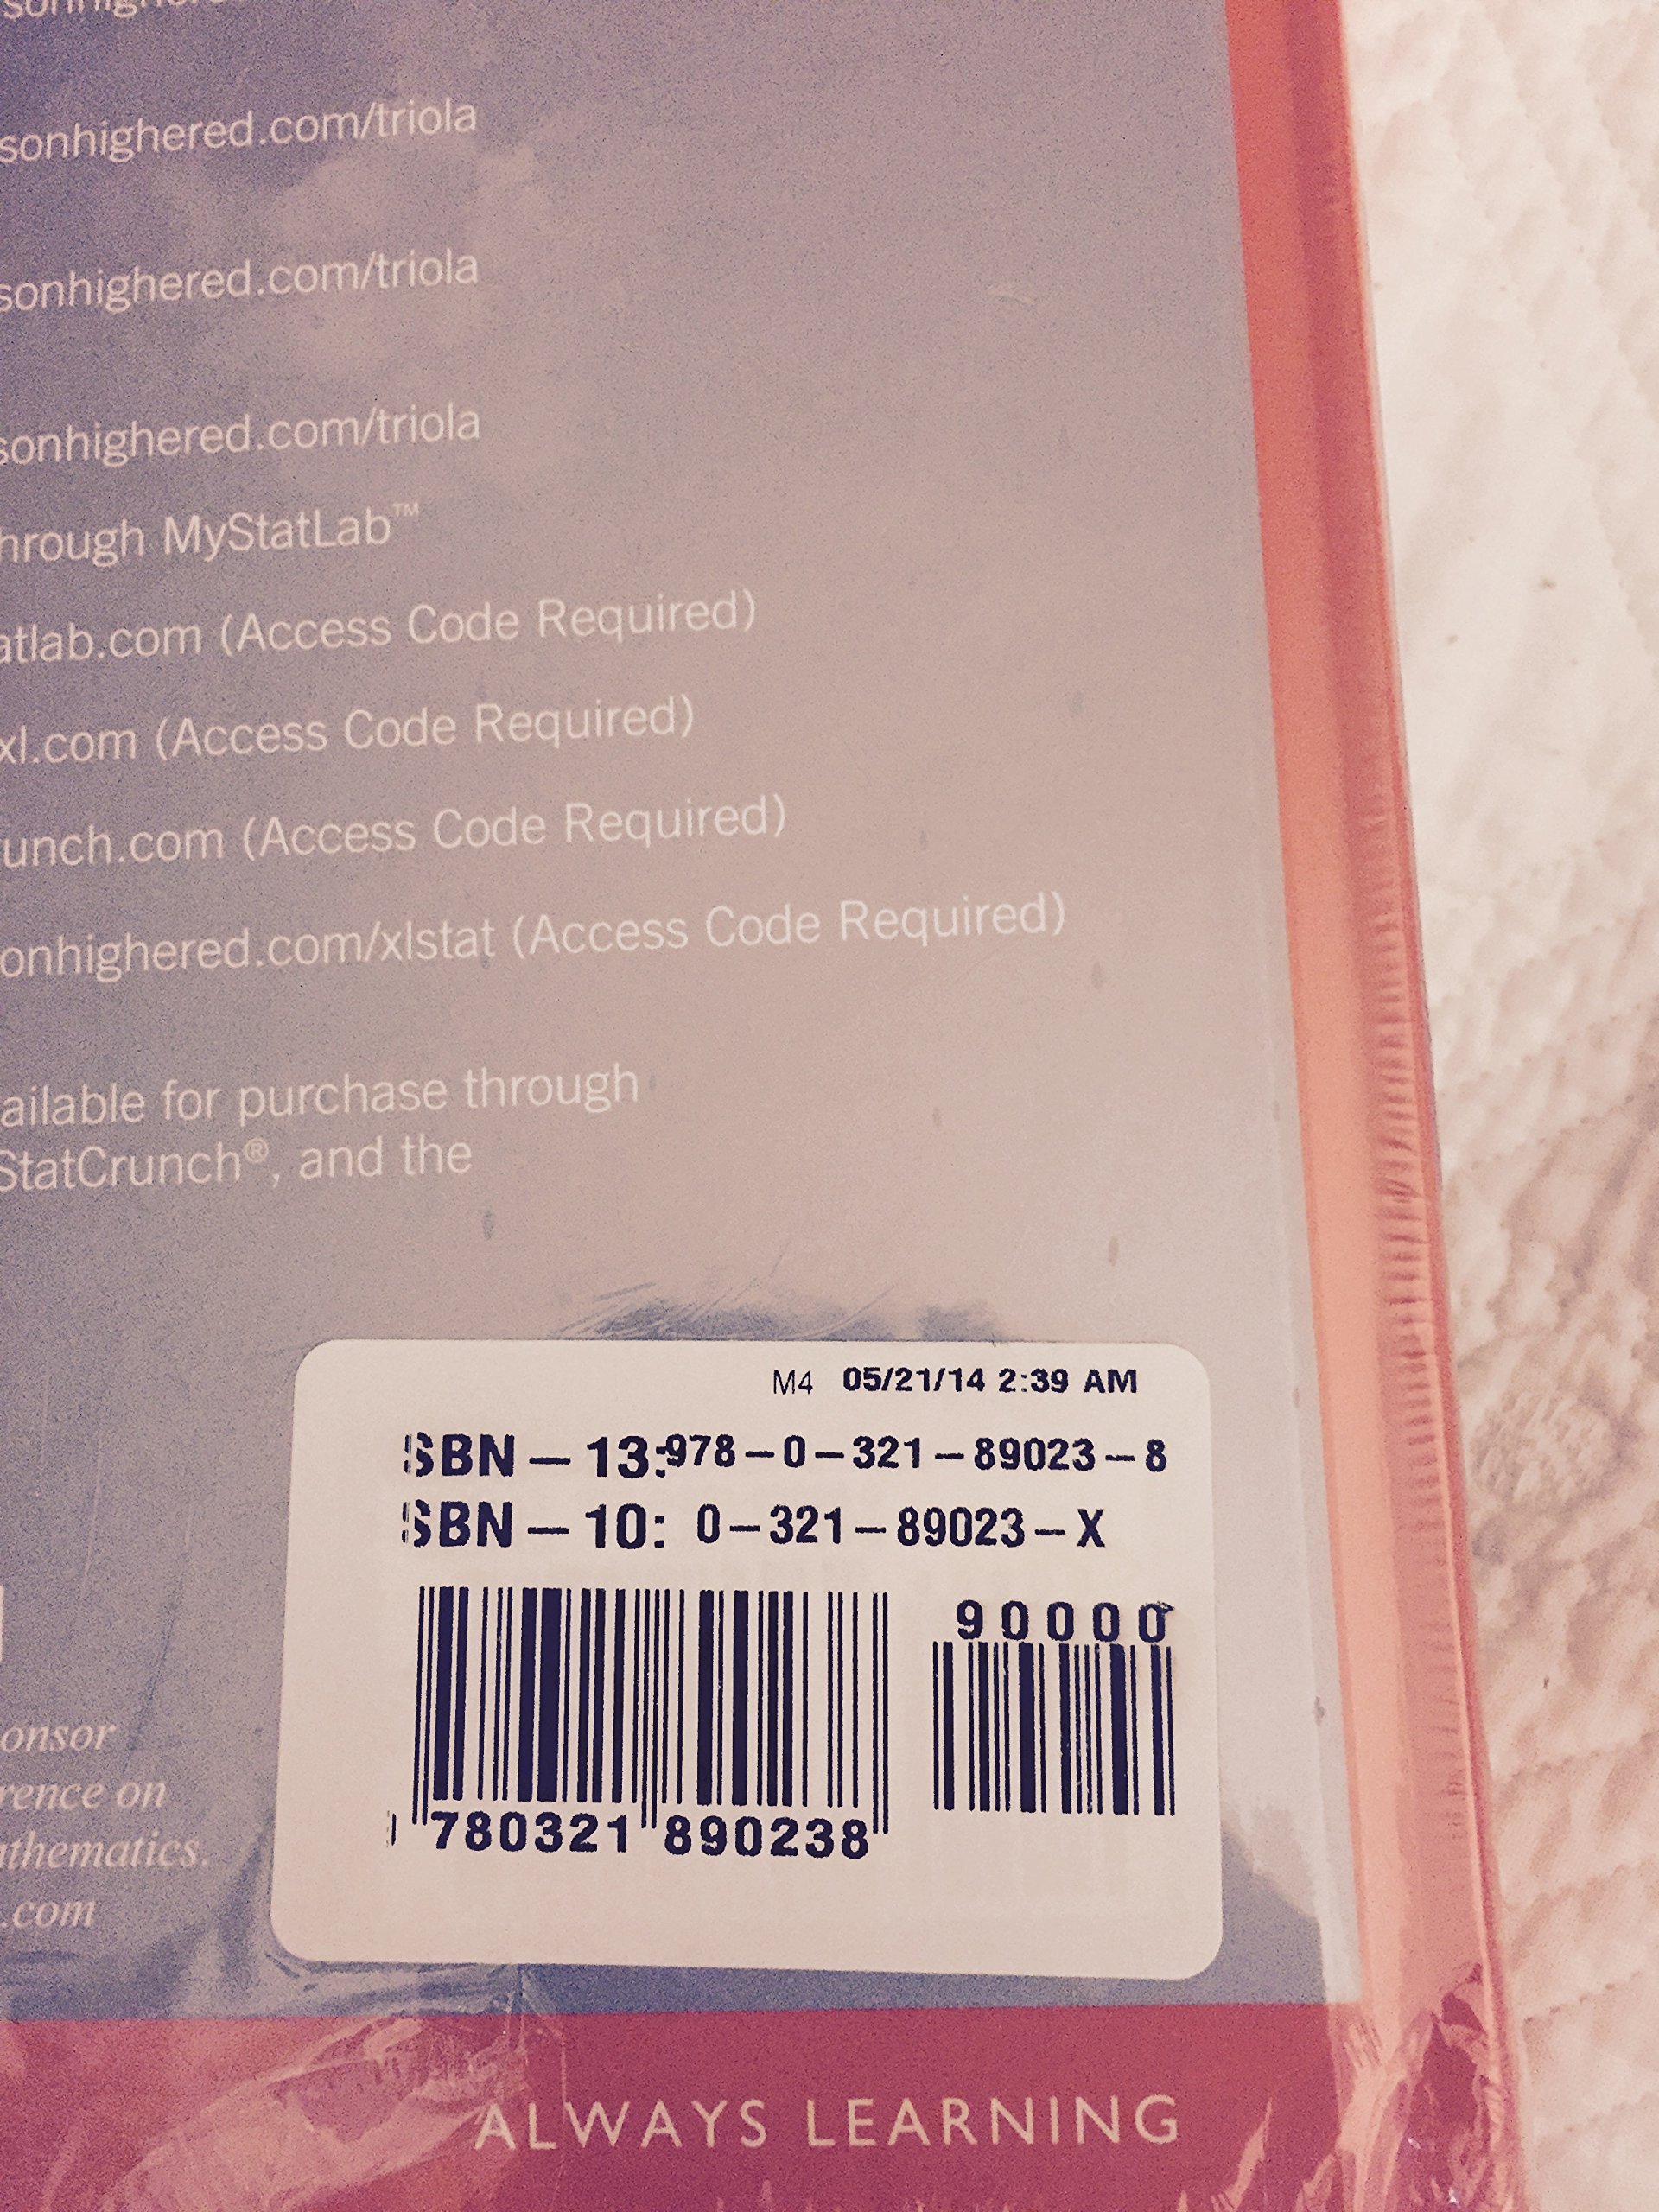 sonhighered.com/triola
sonhighered.com/triola
sonhighered.com/triola
hrough MyStatLab™
atlab.com (Access Code Required)
xl.com (Access Code Required)
unch.com (Access Code Required)
onhighered.com/xlstat (Access Code Required)
ailable for purchase through
StatCrunch®, and the
M4 05/21/14 2:39 AM
SBN – 13:978–0–321–89023–8
SBN – 10: 0–321–89023–X
90000
780321 890238
onsor
rence on
athematics.
.com
ALWAYS LEARNING